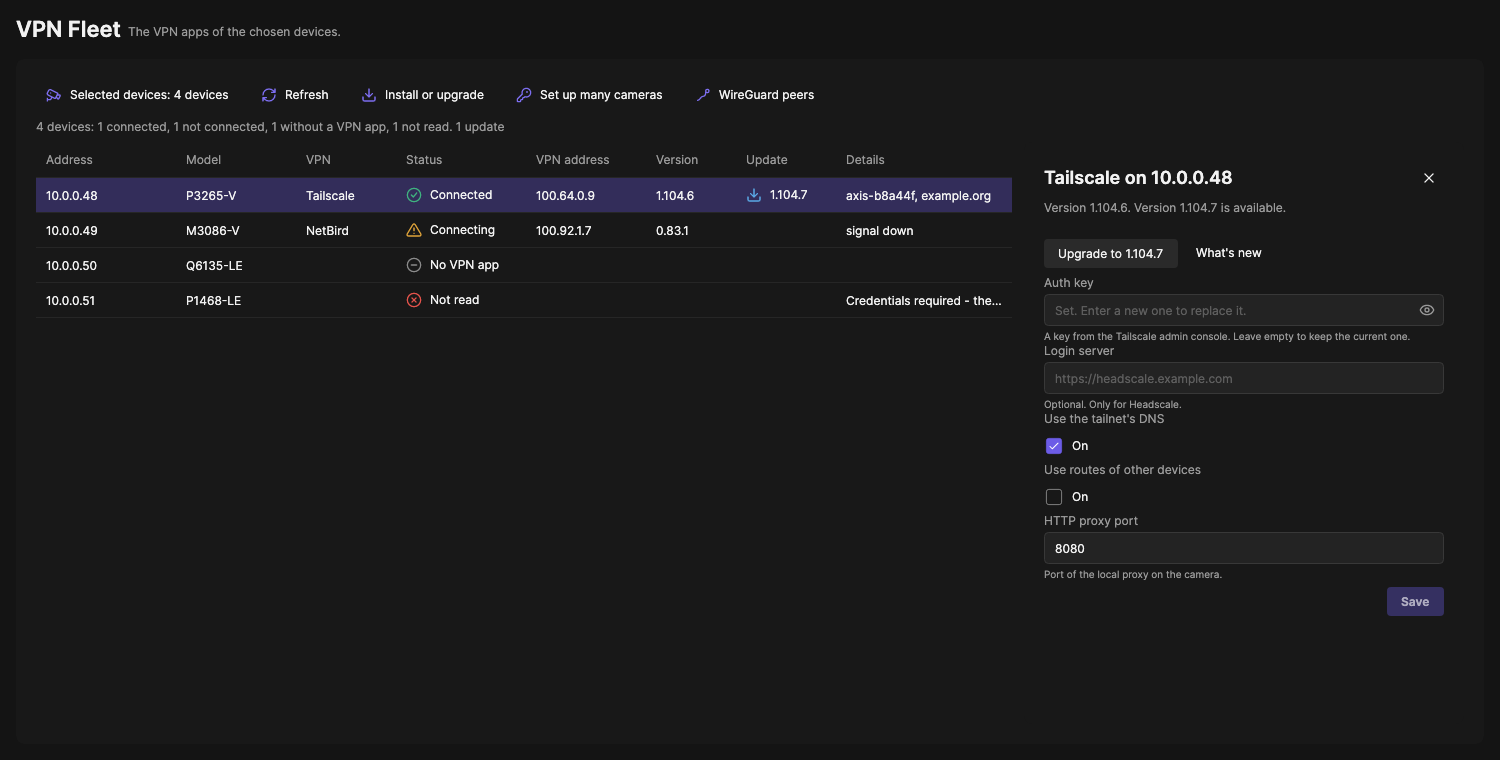 VPN Fleet The VPN apps of the chosen devices.
Selected devices: 4 devices Refresh Install or upgrade Set up many cameras WireGuard peers
4 devices: 1 connected, 1 not connected, 1 without a VPN app, 1 not read. 1 update
Address Model VPN Status VPN address Version Update Details
10.0.0.48 P3265-V Tailscale Connected 100.64.0.9 1.104.6 1.104.7 axis-b8a44f, example.org
10.0.0.49 M3086-V NetBird Connecting 100.92.1.7 0.83.1 signal down
10.0.0.50 Q6135-LE No VPN app
10.0.0.51 P1468-LE Not read Credentials required - the...
Tailscale on 10.0.0.48
Version 1.104.6. Version 1.104.7 is available.
Upgrade to 1.104.7 What's new
Auth key
Set. Enter a new one to replace it.
A key from the Tailscale admin console. Leave empty to keep the current one.
Login server
https://headscale.example.com
Optional. Only for Headscale.
Use the tailnet's DNS
On
Use routes of other devices
On
HTTP proxy port
8080
Port of the local proxy on the camera.
Save